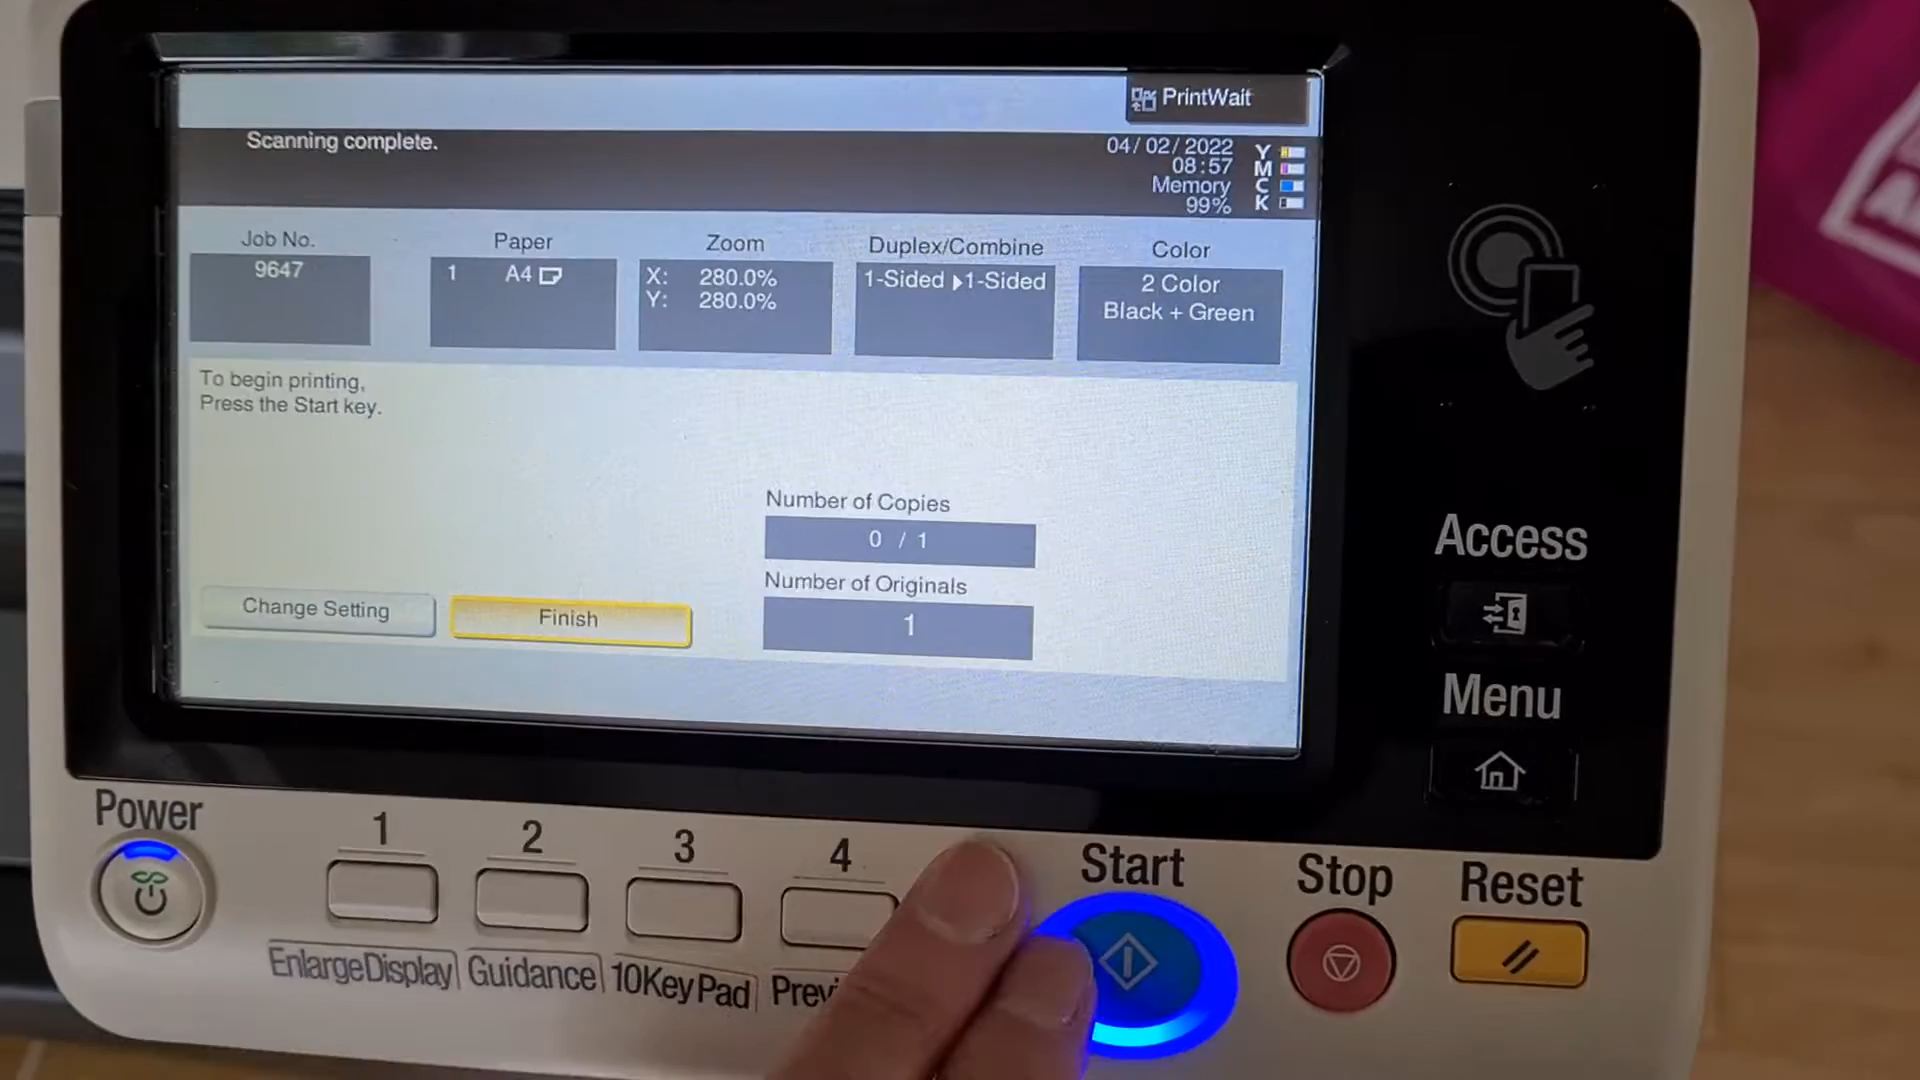 PrintWait
Scanning complete.
04/02/2022
08:57
Memory
99%
Y
M
C
K
Job No.
9647
Paper
1 A4
Zoom
X: 280.0%
Y: 280.0%
Duplex/Combine
1-Sided ▸1-Sided
Color
2 Color
Black + Green
To begin printing,
Press the Start key.
Number of Copies
0 / 1
Number of Originals
1
Change Setting
Finish
Access
Menu
Power
1
2
3
4
Start
Stop
Reset
EnlargeDisplay
Guidance
10KeyPad